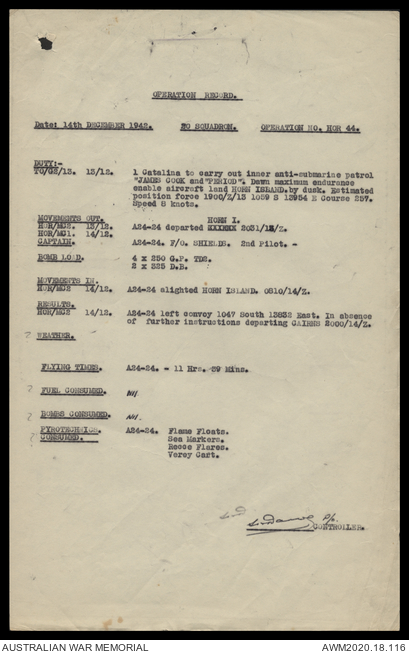 OPERATION RECORD.
Date: 14th DECEMBER 1942. 20 SQUADRON. OPERATION NO. HOR 44.
DUTY:-
TG/GZ/13. 13/12. 1 Catalina to carry out inner anti-submarine patrol
"JAMES COOK and "PERIOD". Dawn maximum endurance
enable aircraft land HORN ISLAND by dusk. Estimated
position force 1900/Z/13 1059 S 13954 E Course 257.
Speed 8 knots.
MOVEMENTS OUT. HORN I.
HOR/MC2. 13/12. A24-24 departed 2031/13/Z.
HOR/MC1. 14/12.
CAPTAIN. A24-24. F/O. SHIELDS. 2nd Pilot. -
BOMB LOAD. 4 x 250 G.P. TDS.
2 x 325 D.B.
MOVEMENTS IN.
HOR/MC2 14/12. A24-24 alighted HORN ISLAND. 0810/14/Z.
RESULTS.
HOR/MC2 14/12. A24-24 left convoy 1047 South 13832 East. In absence
of further instructions departing CAIRNS 2000/14/Z.
? WEATHER.
FLYING TIMES. A24-24. - 11 Hrs. 39 Mins.
? FUEL CONSUMED. Nil
? BOMBS CONSUMED. Nil.
PYROTECHNICS. A24-24. Flame Floats.
? CONSUMED. Sea Markers.
Recce Flares.
Verey Cart.
P/O.
CONTROLLER.
AUSTRALIAN WAR MEMORIAL AWM2020.18.116